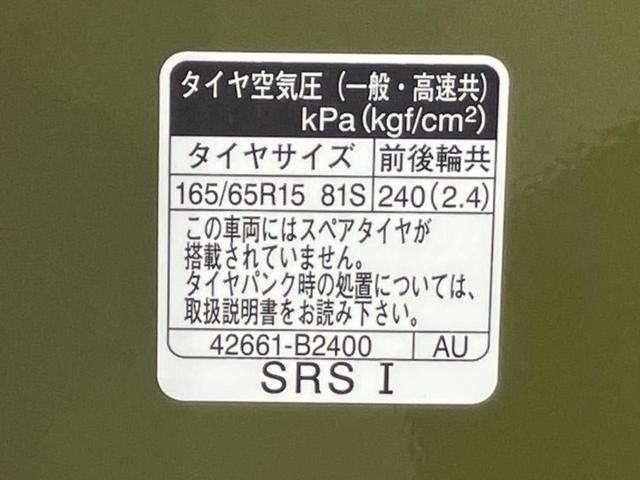 タイヤ空気圧（一般・高速共）
kPa(kgf/cm²)
タイヤサイズ 前後輪共
165/65R15 81S 240(2.4)
この車両にはスペアタイヤが
搭載されていません。
タイヤパンク時の処置については、
取扱説明書をお読み下さい。
42661-B2400 AU
SRS I